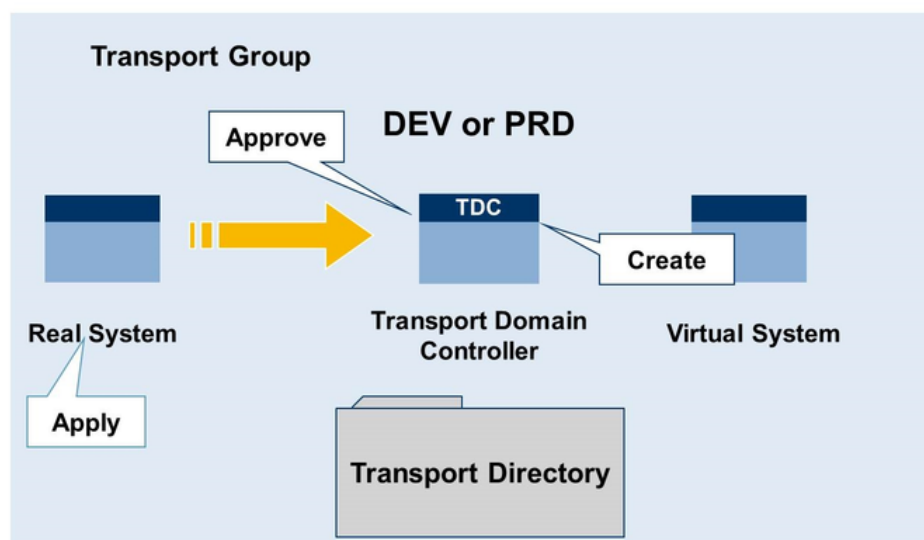 Transport Group
DEV or PRD
Approve
TDC
Create
Real System
Transport Domain
Controller
Virtual System
Apply
Transport Directory